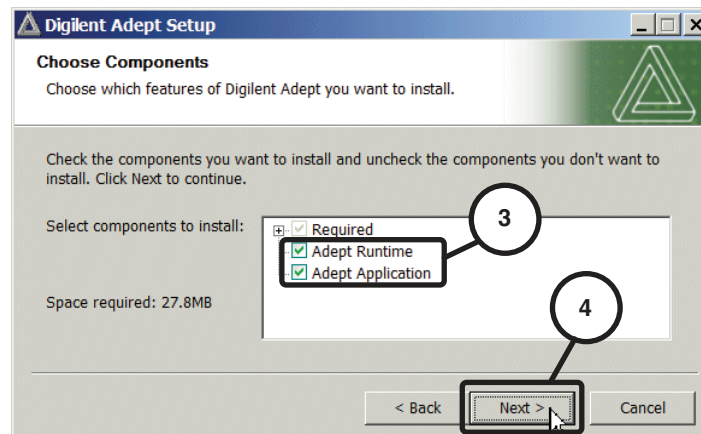 Digilent Adept Setup
Choose Components
Choose which features of Digilent Adept you want to install.
Check the components you want to install and uncheck the components you don't want to
install. Click Next to continue.
Select components to install:
Required
Adept Runtime
Adept Application
3
Space required: 27.8MB
4
< Back
Next >
Cancel